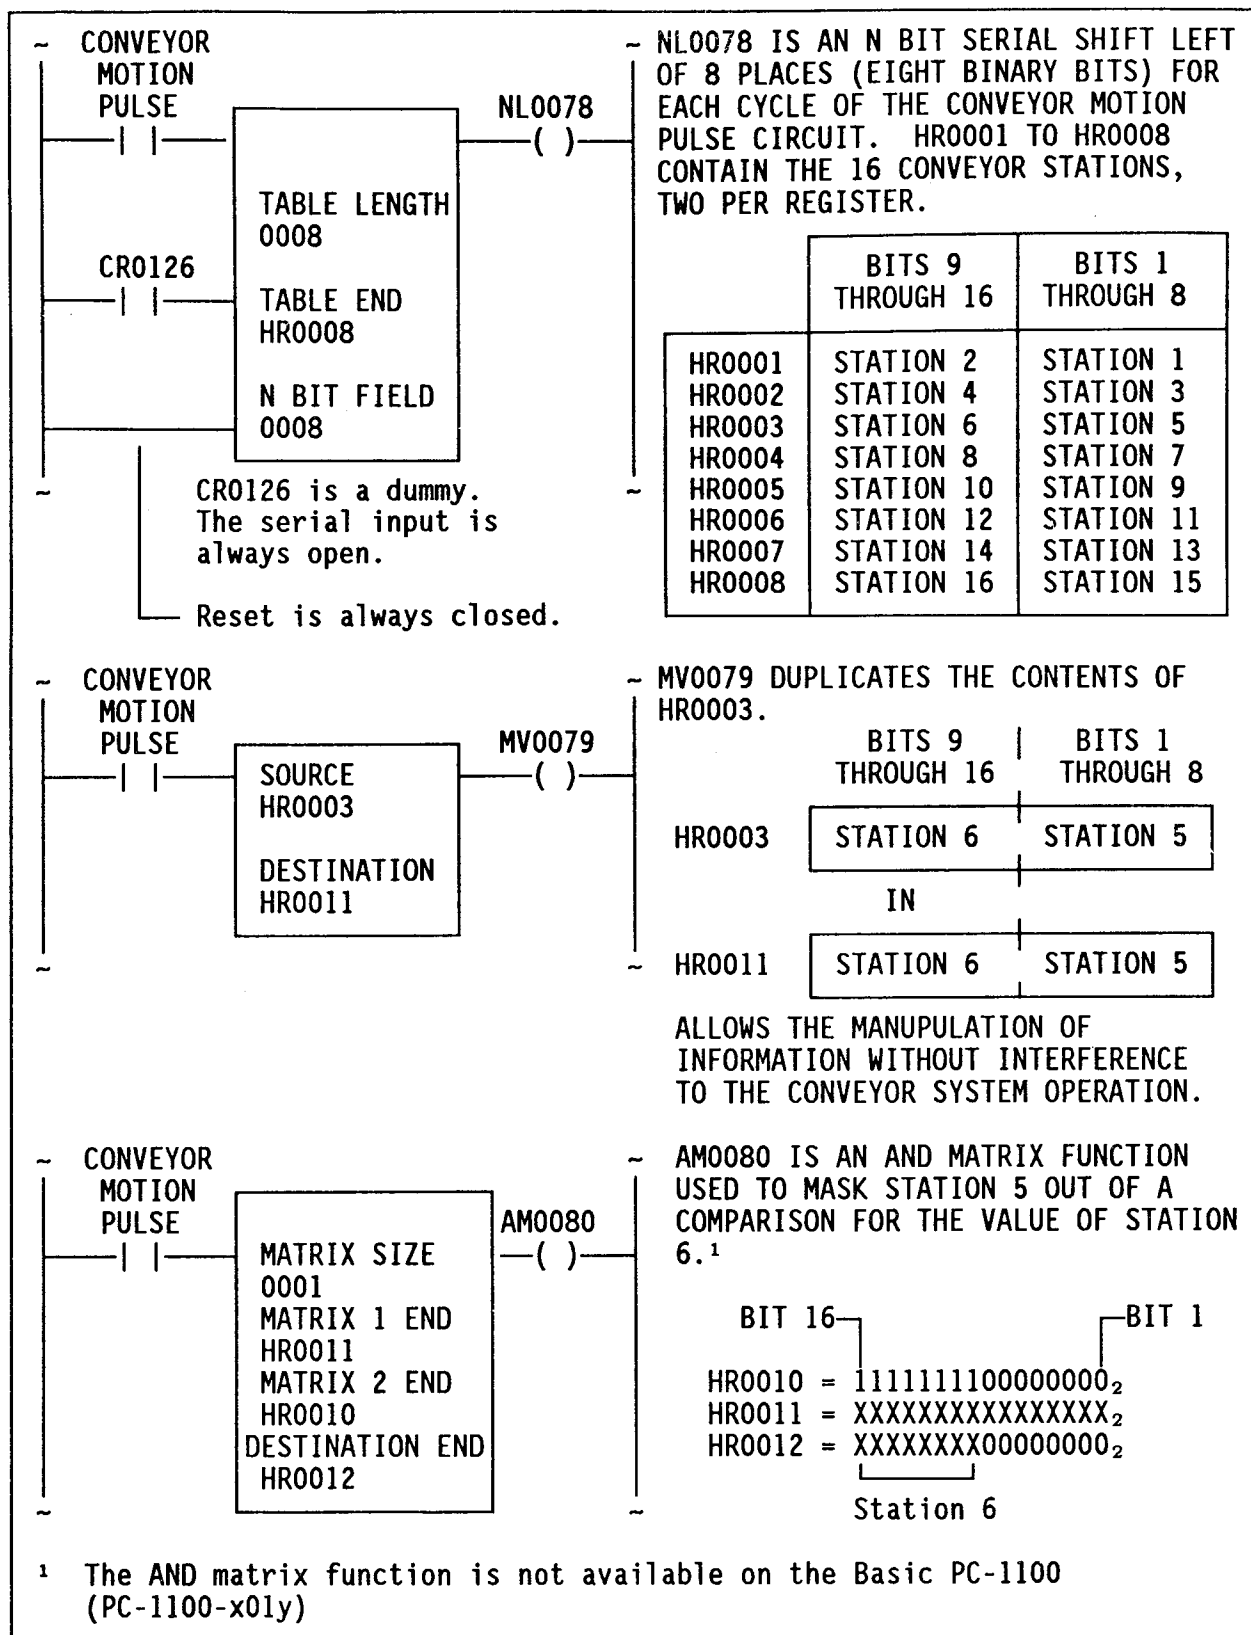 CONVEYOR
MOTION
PULSE
NL0078
TABLE LENGTH
0008
CR0126
TABLE END
HR0008
N BIT FIELD
0008
CR0126 is a dummy.
The serial input is
always open.
Reset is always closed.
NL0078 IS AN N BIT SERIAL SHIFT LEFT
OF 8 PLACES (EIGHT BINARY BITS) FOR
EACH CYCLE OF THE CONVEYOR MOTION
PULSE CIRCUIT. HR0001 TO HR0008
CONTAIN THE 16 CONVEYOR STATIONS,
TWO PER REGISTER.
BITS 9 BITS 1
THROUGH 16 THROUGH 8
HR0001 STATION 2 STATION 1
HR0002 STATION 4 STATION 3
HR0003 STATION 6 STATION 5
HR0004 STATION 8 STATION 7
HR0005 STATION 10 STATION 9
HR0006 STATION 12 STATION 11
HR0007 STATION 14 STATION 13
HR0008 STATION 16 STATION 15
CONVEYOR
MOTION
PULSE
MV0079
SOURCE
HR0003
DESTINATION
HR0011
MV0079 DUPLICATES THE CONTENTS OF
HR0003.
BITS 9 | BITS 1
THROUGH 16 THROUGH 8
HR0003 STATION 6 STATION 5
IN
HR0011 STATION 6 STATION 5
ALLOWS THE MANUPULATION OF
INFORMATION WITHOUT INTERFERENCE
TO THE CONVEYOR SYSTEM OPERATION.
CONVEYOR
MOTION
PULSE
AM0080
MATRIX SIZE
0001
MATRIX 1 END
HR0011
MATRIX 2 END
HR0010
DESTINATION END
HR0012
AM0080 IS AN AND MATRIX FUNCTION
USED TO MASK STATION 5 OUT OF A
COMPARISON FOR THE VALUE OF STATION
6.¹
BIT 16 BIT 1
HR0010 = 1111111100000000₂
HR0011 = XXXXXXXXXXXXXXXX₂
HR0012 = XXXXXXXX00000000₂
Station 6
¹ The AND matrix function is not available on the Basic PC-1100
(PC-1100-x01y)